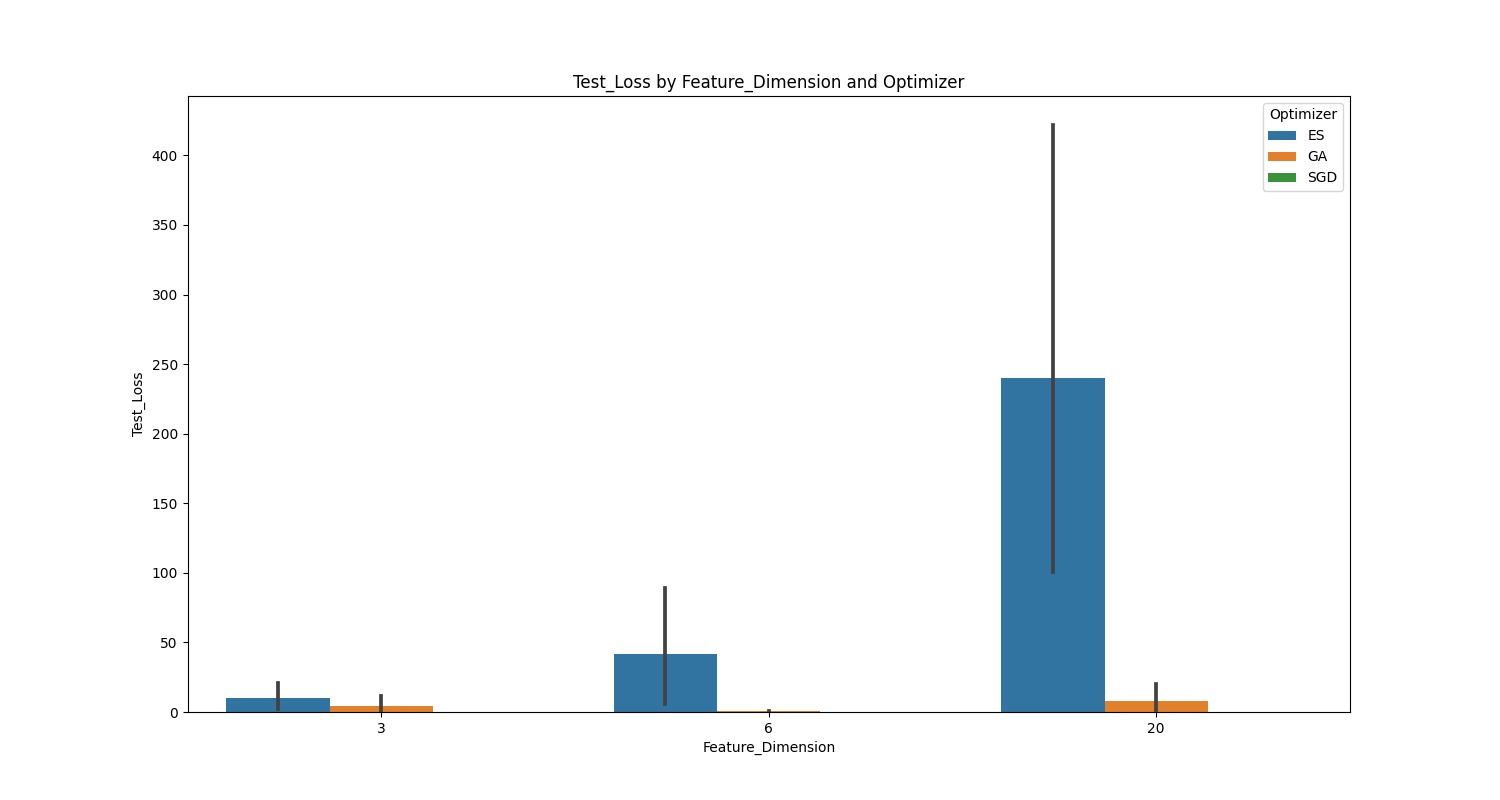 Test_Loss by Feature_Dimension and Optimizer
Optimizer
ES
GA
SGD
400
350
300
250
200
150
100
50
0
Test_Loss
3
6
20
Feature_Dimension